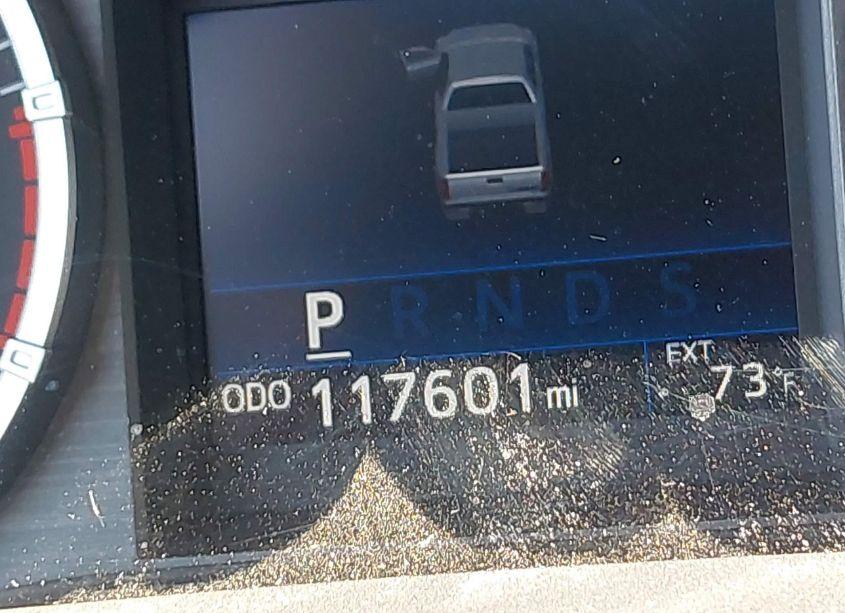 P R N D S
ODO 117601 mi
EXT
73°F